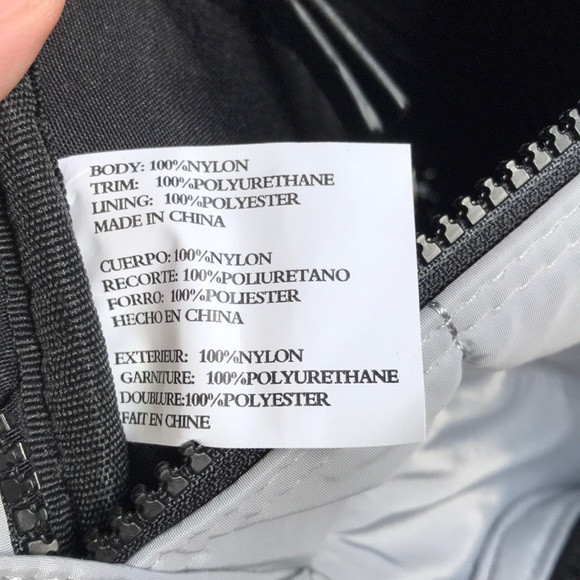 BODY: 100%NYLON
TRIM: 100%POLYURETHANE
LINING: 100%POLYESTER
MADE IN CHINA
CUERPO: 100%NYLON
RECORTE: 100%POLIURETANO
FORRO: 100%POLIESTER
HECHO EN CHINA
EXTERIEUR: 100%NYLON
GARNITURE: 100%POLYURETHANE
DOUBLURE:100%POLYESTER
FAIT EN CHINE